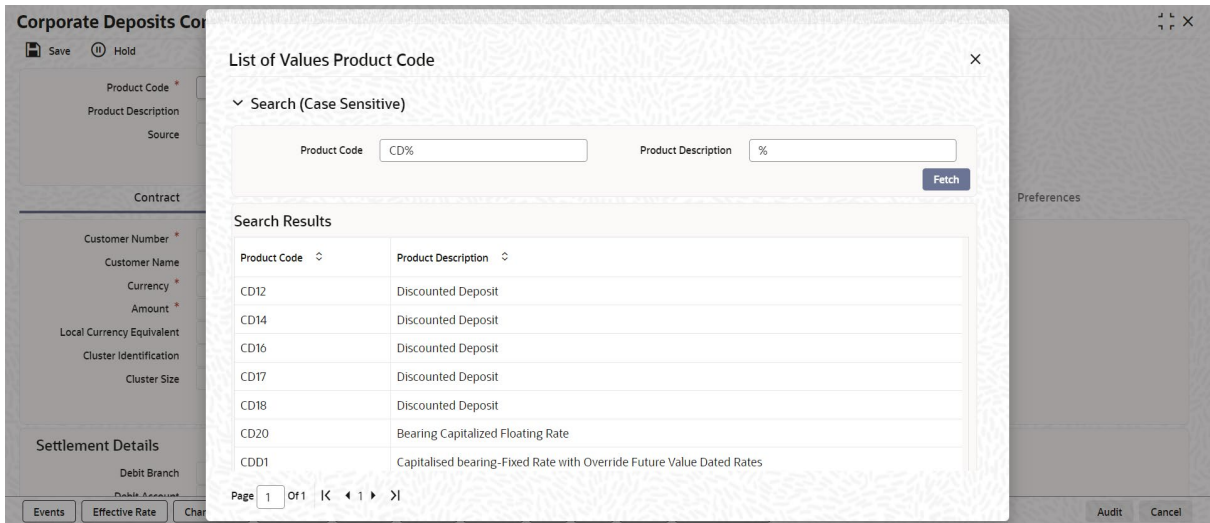 Corporate Deposits Cor
Save Hold
Product Code *
Product Description
Source
Contract
Preferences
Customer Number *
Customer Name
Currency *
Amount *
Local Currency Equivalent
Cluster Identification
Cluster Size
Settlement Details
Debit Branch
Debit Account
Events Effective Rate Char
Audit Cancel
List of Values Product Code
Search (Case Sensitive)
Product Code CD% Product Description %
Fetch
Search Results
Product Code Product Description
CD12 Discounted Deposit
CD14 Discounted Deposit
CD16 Discounted Deposit
CD17 Discounted Deposit
CD18 Discounted Deposit
CD20 Bearing Capitalized Floating Rate
CDD1 Capitalised bearing-Fixed Rate with Override Future Value Dated Rates
Page 1 Of 1 1